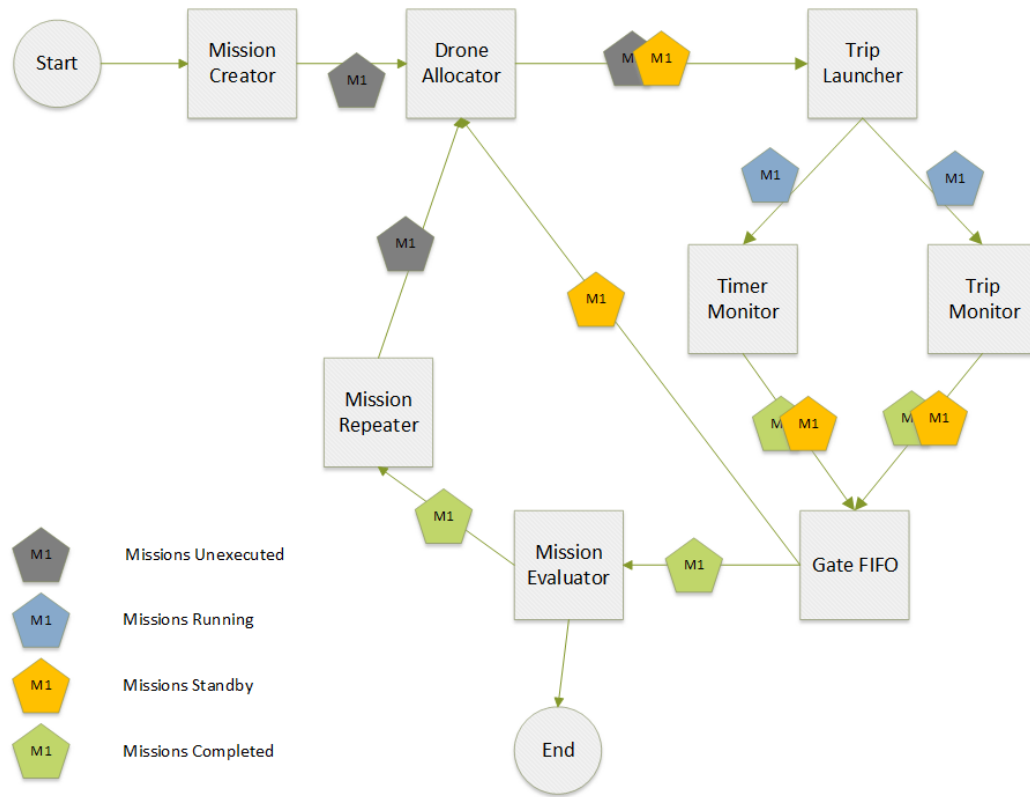 Start
Mission
Creator
M1
Drone
Allocator
M
M1
Trip
Launcher
M1
M1
M1
M1
Timer
Monitor
Trip
Monitor
Mission
Repeater
M
M1
M
M1
M1
M1
Mission
Evaluator
Gate FIFO
M1 Missions Unexecuted
M1 Missions Running
M1 Missions Standby
M1 Missions Completed
End